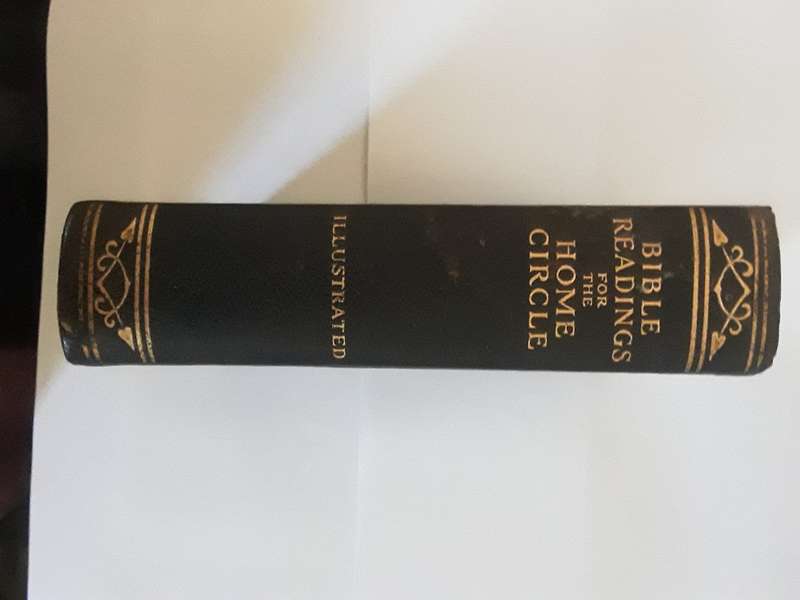 BIBLE
READINGS
FOR
THE
HOME
CIRCLE
ILLUSTRATED